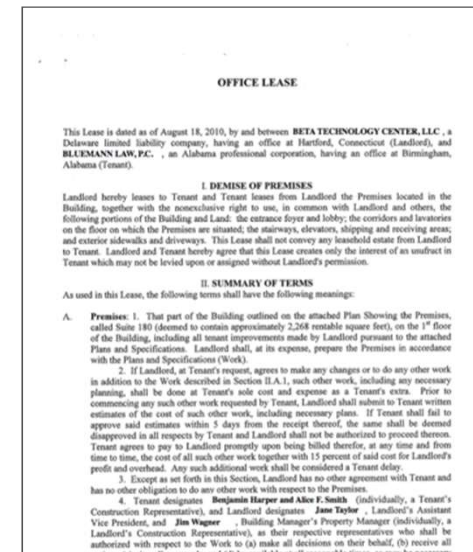 OFFICE LEASE
This Lease is dated as of August 18, 2010, by and between BETA TECHNOLOGY CENTER, LLC , a
Delaware limited liability company, having an office at Hartford, Connecticut (Landlord), and
BLUEMANN LAW, P.C. , an Alabama professional corporation, having an office at Birmingham,
Alabama (Tenant).
I. DEMISE OF PREMISES
Landlord hereby leases to Tenant and Tenant leases from Landlord the Premises located in the
Building, together with the nonexclusive right to use, in common with Landlord and others, the
following portions of the Building and Land: the entrance foyer and lobby; the corridors and lavatories
on the floor on which the Premises are situated; the stairways, elevators, shipping and receiving areas;
and exterior sidewalks and driveways. This Lease shall not convey any leasehold estate from Landlord
to Tenant. Landlord and Tenant hereby agree that this Lease creates only the interest of an usufruct in
Tenant which may not be levied upon or assigned without Landlord's permission.
II. SUMMARY OF TERMS
As used in this Lease, the following terms shall have the following meanings:
A. Premises: 1. That part of the Building outlined on the attached Plan Showing the Premises,
called Suite 180 (deemed to contain approximately 2,268 rentable square feet), on the 1st floor
of the Building, including all tenant improvements made by Landlord pursuant to the attached
Plans and Specifications. Landlord shall, at its expense, prepare the Premises in accordance
with the Plans and Specifications (Work).
2. If Landlord, at Tenant's request, agrees to make any changes or to do any other work
in addition to the Work described in Section II.A.1, such other work, including any necessary
planning, shall be done at Tenant's sole cost and expense as a Tenant's extra. Prior to
commencing any such other work requested by Tenant, Landlord shall submit to Tenant written
estimates of the cost of such other work, including necessary plans. If Tenant shall fail to
approve said estimates within 5 days from the receipt thereof, the same shall be deemed
disapproved in all respects by Tenant and Landlord shall not be authorized to proceed thereon.
Tenant agrees to pay to Landlord promptly upon being billed therefor, at any time and from
time to time, the cost of all such other work together with 15 percent of said cost for Landlord's
profit and overhead. Any such additional work shall be considered a Tenant delay.
3. Except as set forth in this Section, Landlord has no other agreement with Tenant and
has no other obligation to do any other work with respect to the Premises.
4. Tenant designates Benjamin Harper and Alice F. Smith (individually, a Tenant's
Construction Representative), and Landlord designates Jane Taylor , Landlord's Assistant
Vice President, and Jim Wagner , Building Manager's Property Manager (individually, a
Landlord's Construction Representative), as their respective representatives who shall be
authorized with respect to the Work to (a) make all decisions on their behalf, (b) receive all